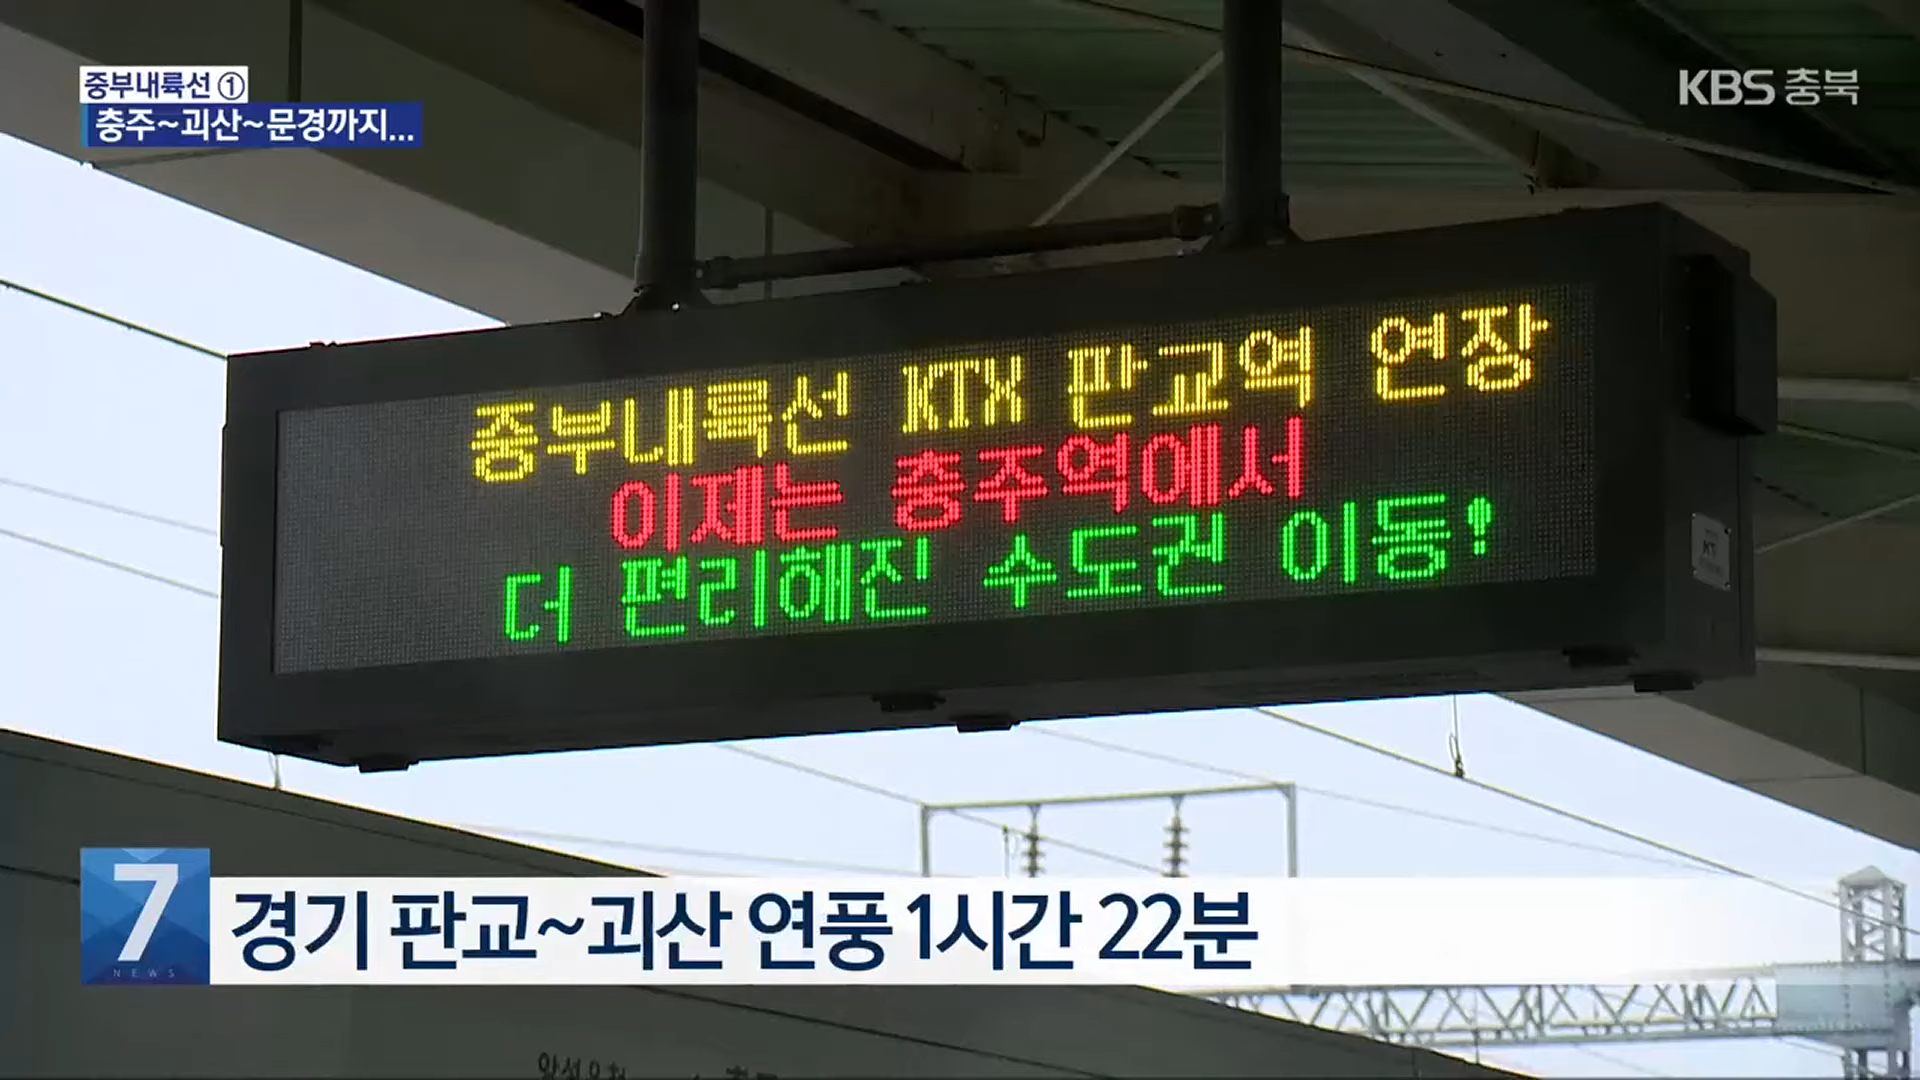 중부내륙선 ①
충주~괴산~문경까지...
KBS 충북
중부내륙선 KTX 판교역 연장
이제는 충주역에서
더 편리해진 수도권 이동!
7
NEWS
경기 판교~괴산 연풍 1시간 22분